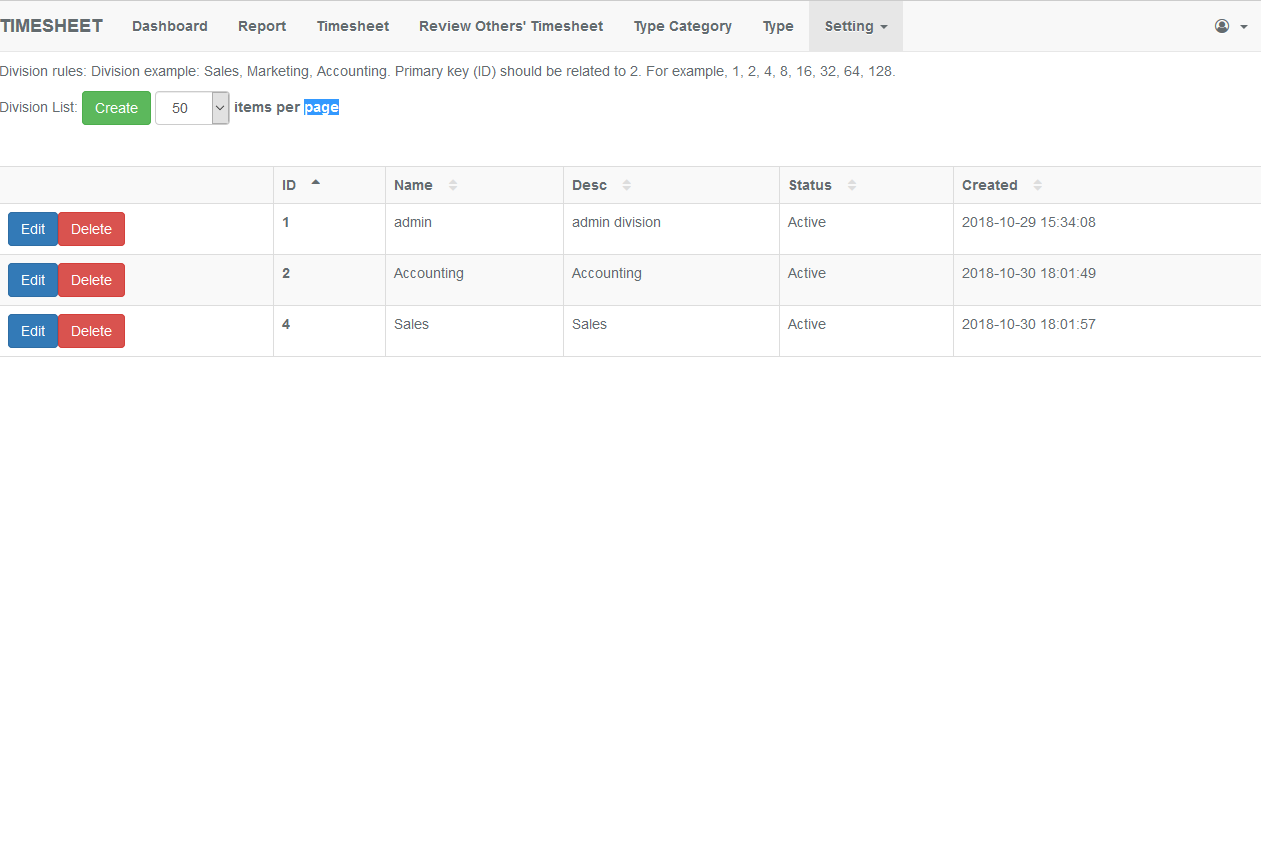 TIMESHEET Dashboard Report Timesheet Review Others' Timesheet Type Category Type Setting
Division rules: Division example: Sales, Marketing, Accounting. Primary key (ID) should be related to 2. For example, 1, 2, 4, 8, 16, 32, 64, 128.
Division List: Create 50 items per page
ID Name Desc Status Created
Edit Delete 1 admin admin division Active 2018-10-29 15:34:08
Edit Delete 2 Accounting Accounting Active 2018-10-30 18:01:49
Edit Delete 4 Sales Sales Active 2018-10-30 18:01:57